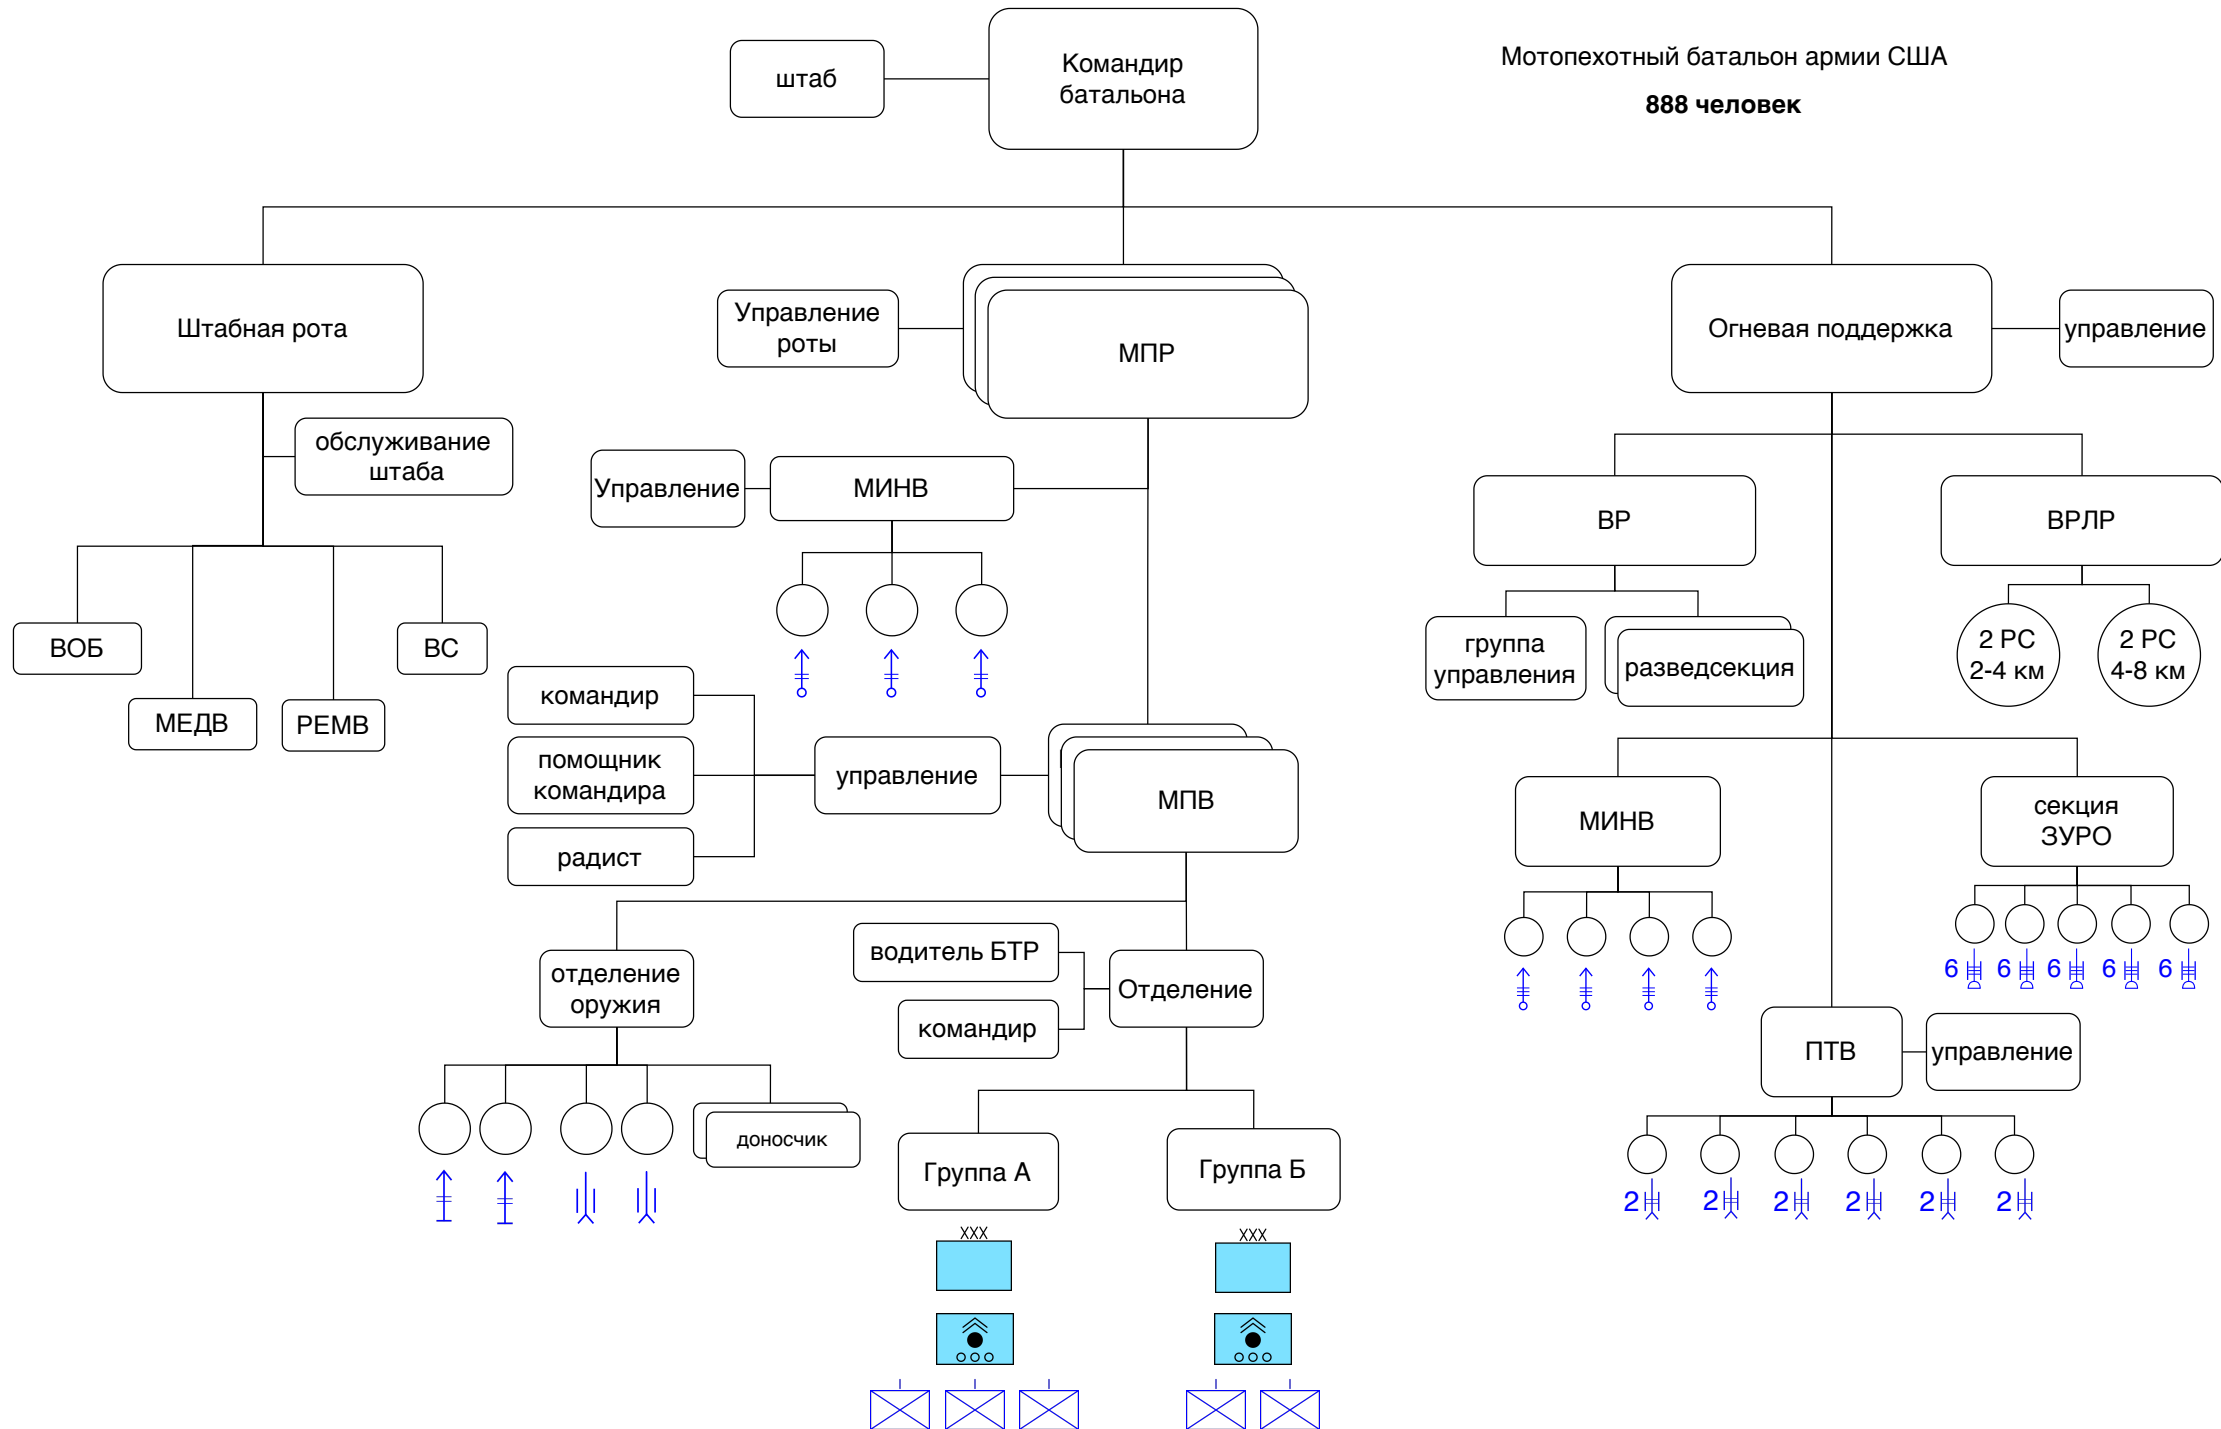 Мотопехотный батальон армии США
888 человек
штаб
Командир
батальона
Штабная рота
Управление
роты
МПР
Огневая поддержка
управление
обслуживание
штаба
Управление
МИНВ
ВР
ВРЛР
ВОБ
МЕДВ
РЕМВ
ВС
группа
управления
разведсекция
2 РС
2-4 км
2 РС
4-8 км
командир
помощник
командира
радист
управление
МПВ
МИНВ
секция
ЗУРО
6
6
6
6
6
отделение
оружия
водитель БТР
командир
Отделение
ПТВ
управление
доносчик
Группа А
Группа Б
2
2
2
2
2
2
XXX
XXX